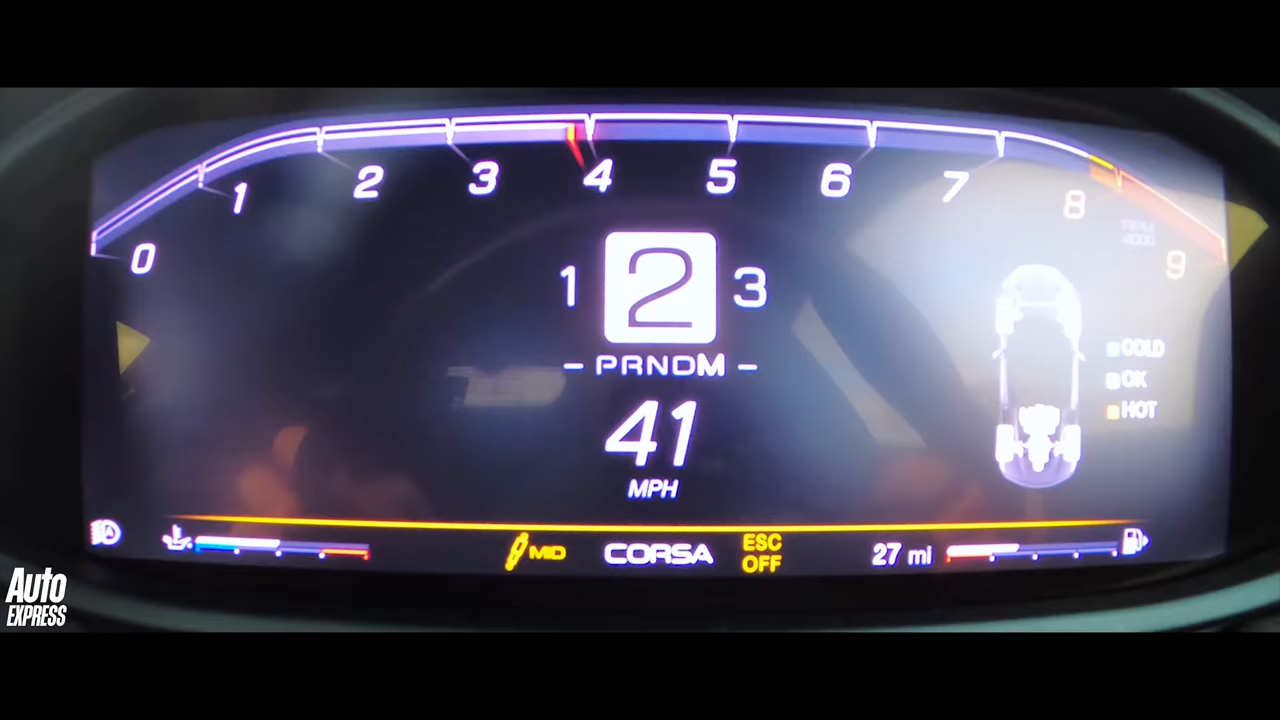 0 1 2 3 4 5 6 7 8 9
1 2 3
PRNDM
41
MPH
COLD
OK
HOT
MID CORSA ESC OFF 27 mi
Auto
EXPRESS